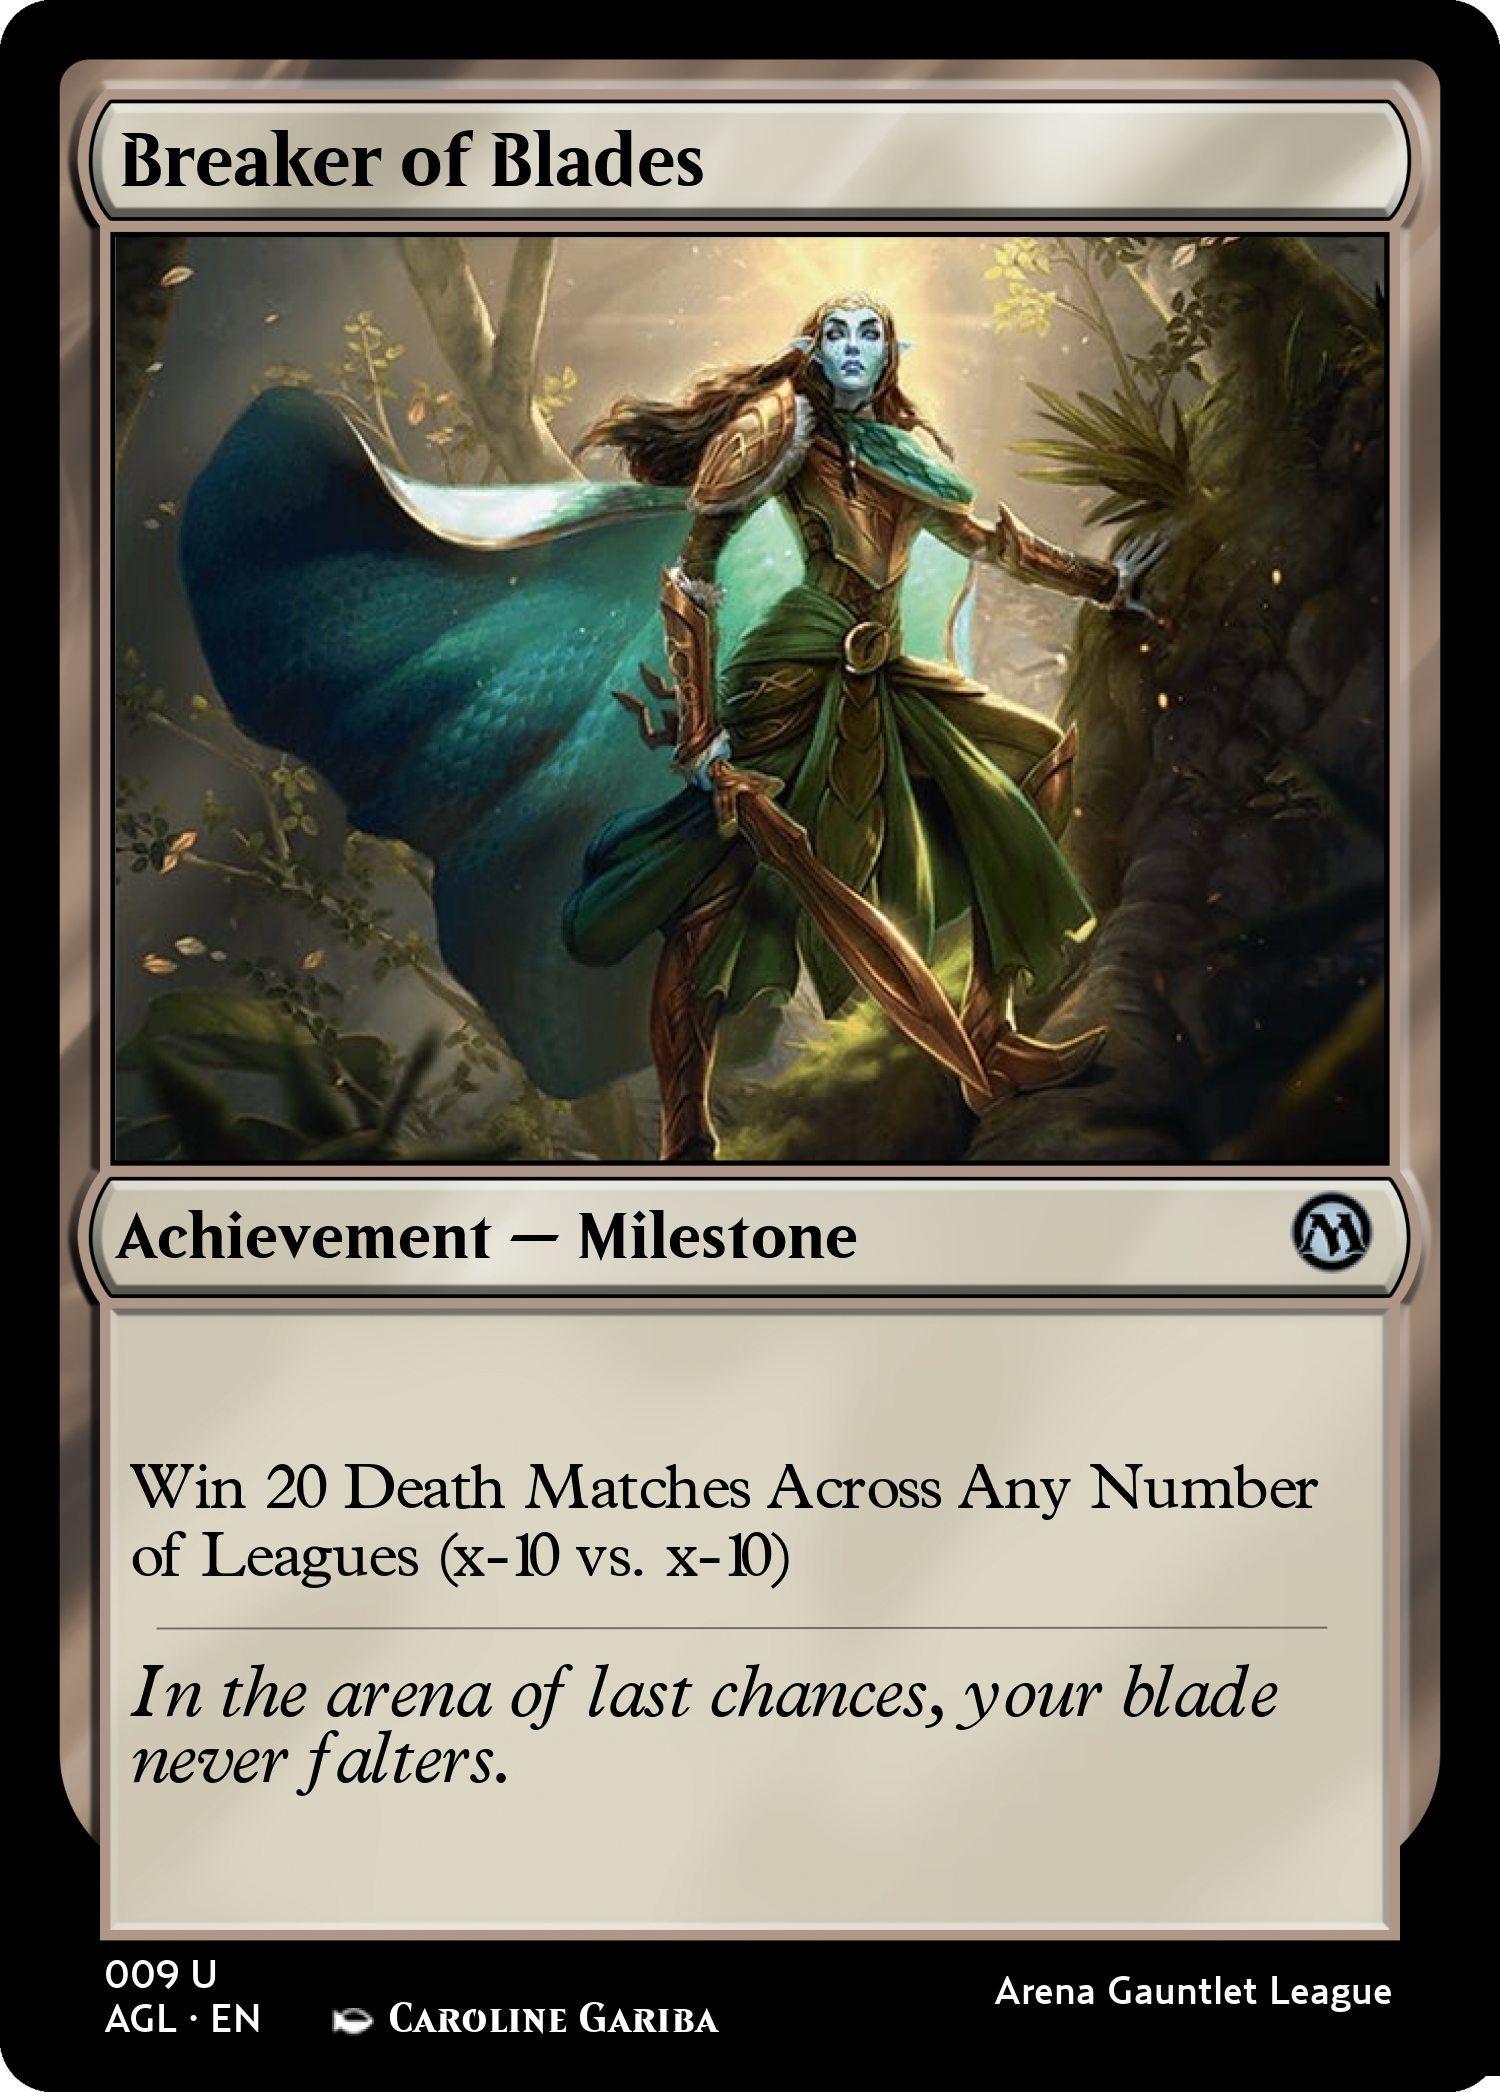 Breaker of Blades
Achievement — Milestone
M
Win 20 Death Matches Across Any Number
of Leagues (x-10 vs. x-10)
In the arena of last chances, your blade
never falters.
009 U
AGL · EN
CAROLINE GARIBA
Arena Gauntlet League